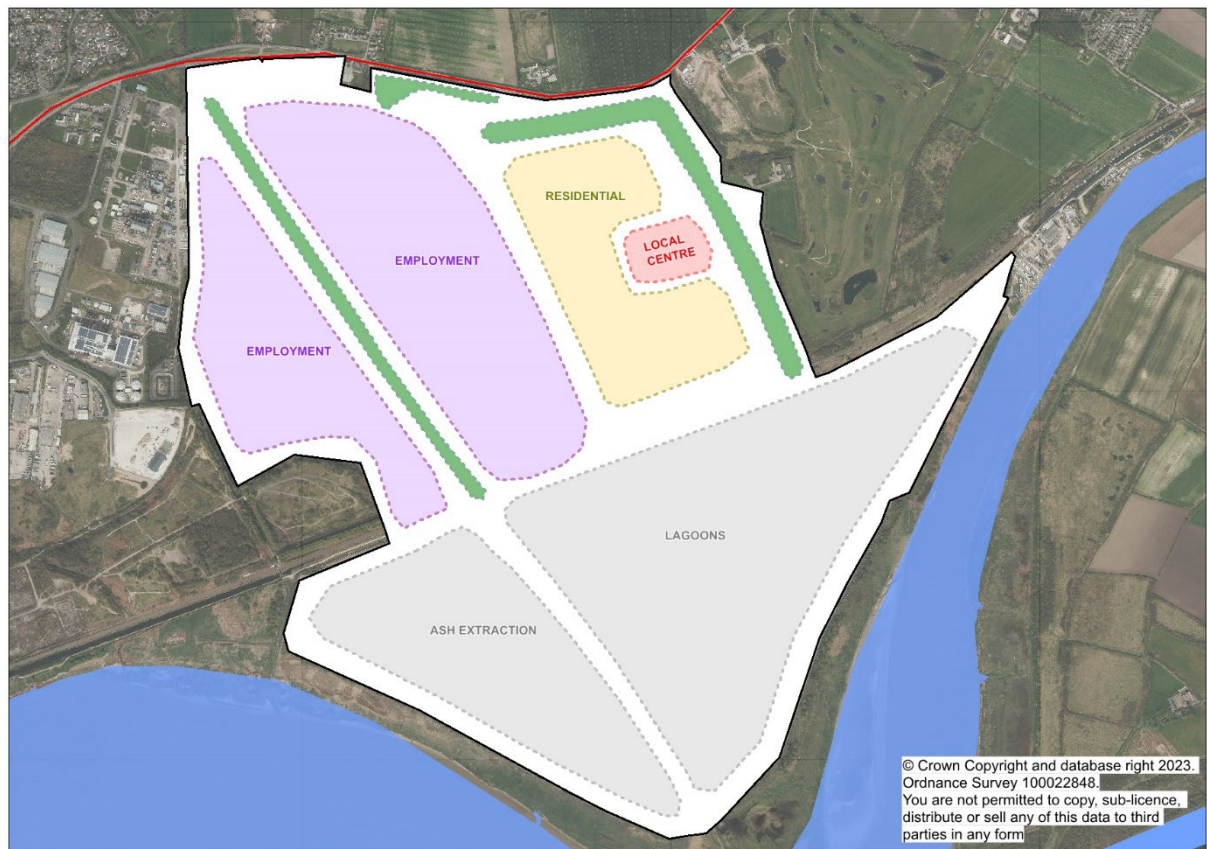 RESIDENTIAL
LOCAL
CENTRE
EMPLOYMENT
EMPLOYMENT
LAGOONS
ASH EXTRACTION
© Crown Copyright and database right 2023.
Ordnance Survey 100022848.
You are not permitted to copy, sub-licence,
distribute or sell any of this data to third
parties in any form